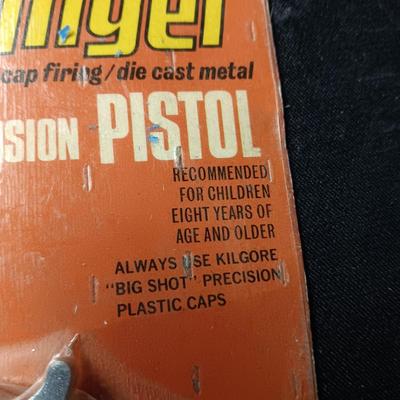 cap firing/die cast metal
SION PISTOL
RECOMMENDED
FOR CHILDREN
EIGHT YEARS OF
AGE AND OLDER
ALWAYS USE KILGORE
"BIG SHOT" PRECISION
PLASTIC CAPS